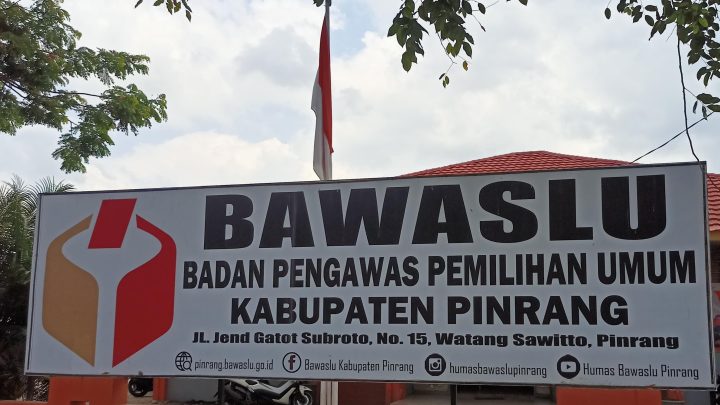 BAWASLU
BADAN PENGAWAS PEMILIHAN UMUM
KABUPATEN PINRANG
JL. Jend Gatot Subroto, No. 15, Watang Sawitto, Pinrang
pinrang.bawaslu.go.id Bawaslu Kabupaten Pinrang humasbawaslupinrang Humas Bawaslu Pinrang